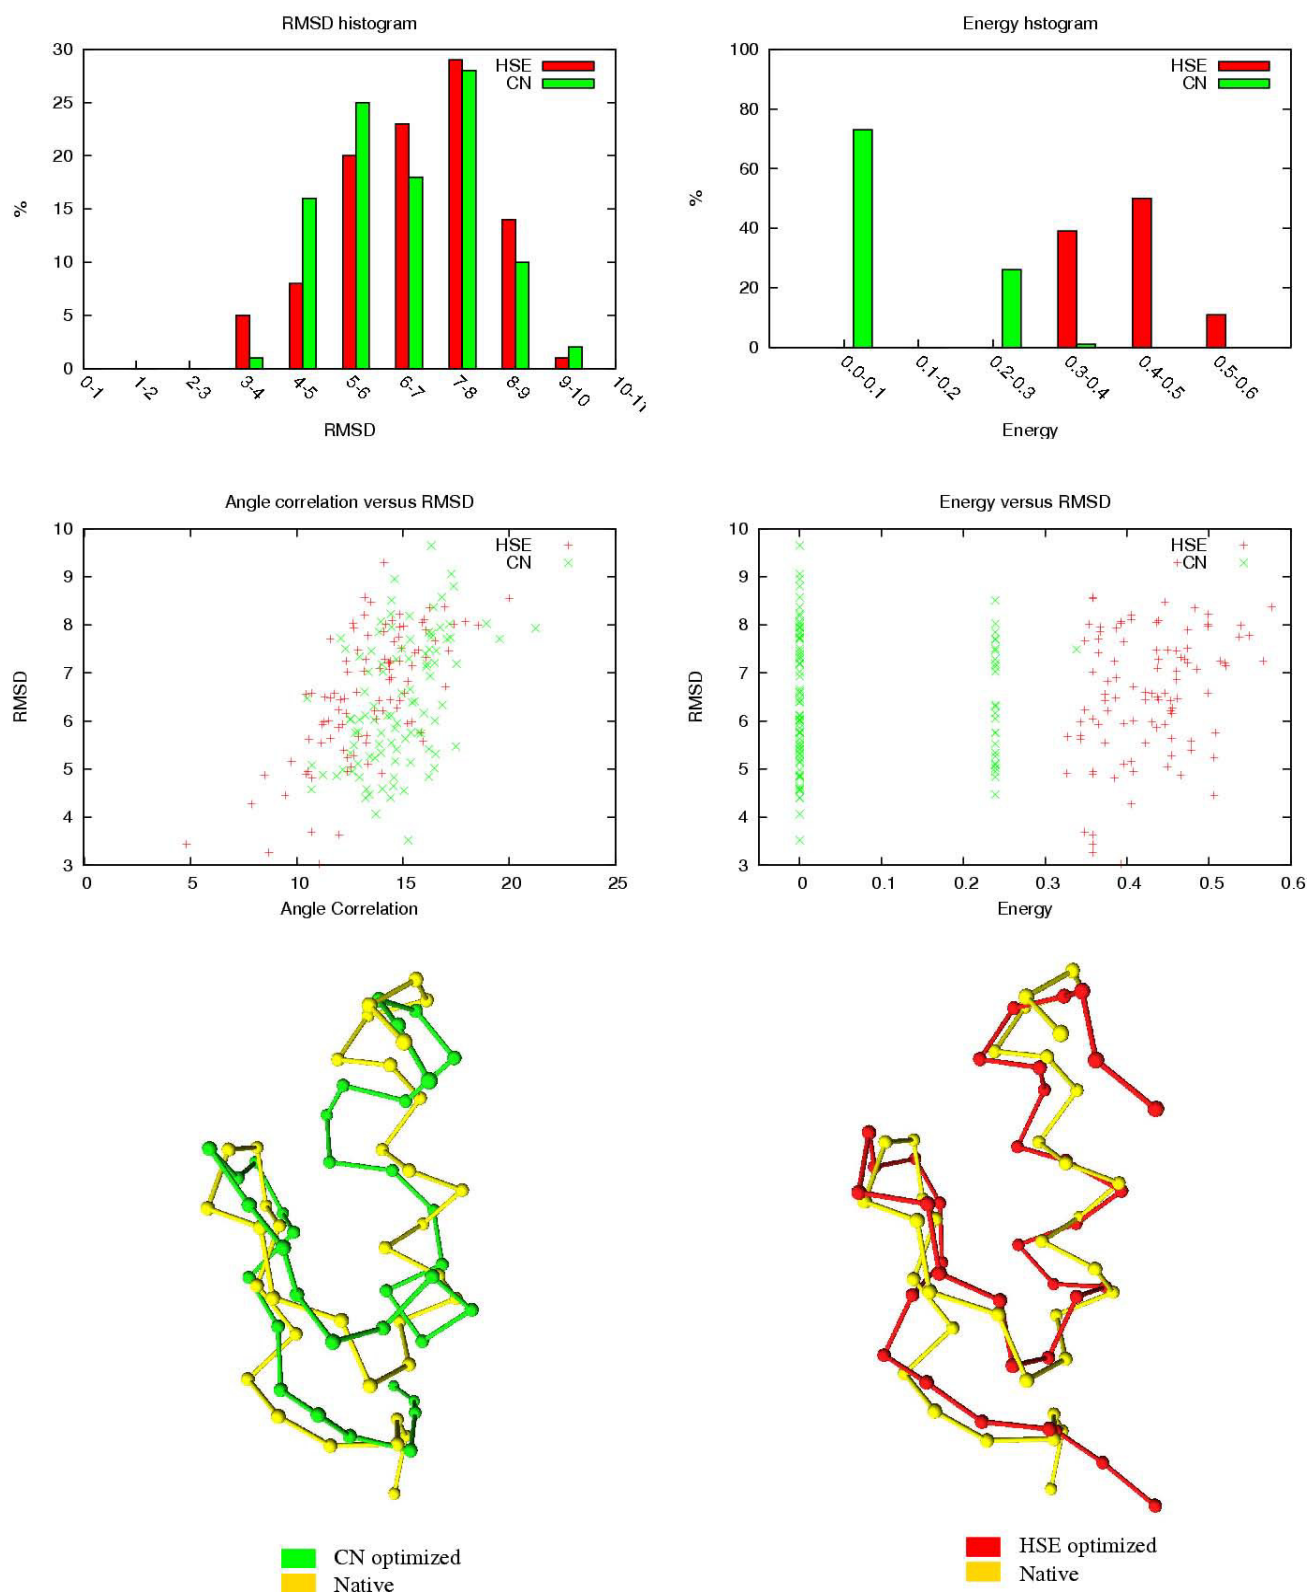 RMSD histogram
30
25
20
15
10
5
0
%
HSE
CN
0-1
1-2
2-3
3-4
4-5
5-6
6-7
7-8
8-9
9-10
10-11
RMSD
Energy hstogram
100
80
60
40
20
0
%
HSE
CN
0.0-0.1
0.1-0.2
0.2-0.3
0.3-0.4
0.4-0.5
0.5-0.6
Energy
Angle correlation versus RMSD
10
9
8
7
6
5
4
3
RMSD
HSE
CN
0
5
10
15
20
25
Angle Correlation
Energy versus RMSD
10
9
8
7
6
5
4
3
RMSD
HSE
CN
0
0.1
0.2
0.3
0.4
0.5
0.6
Energy
CN optimized
Native
HSE optimized
Native